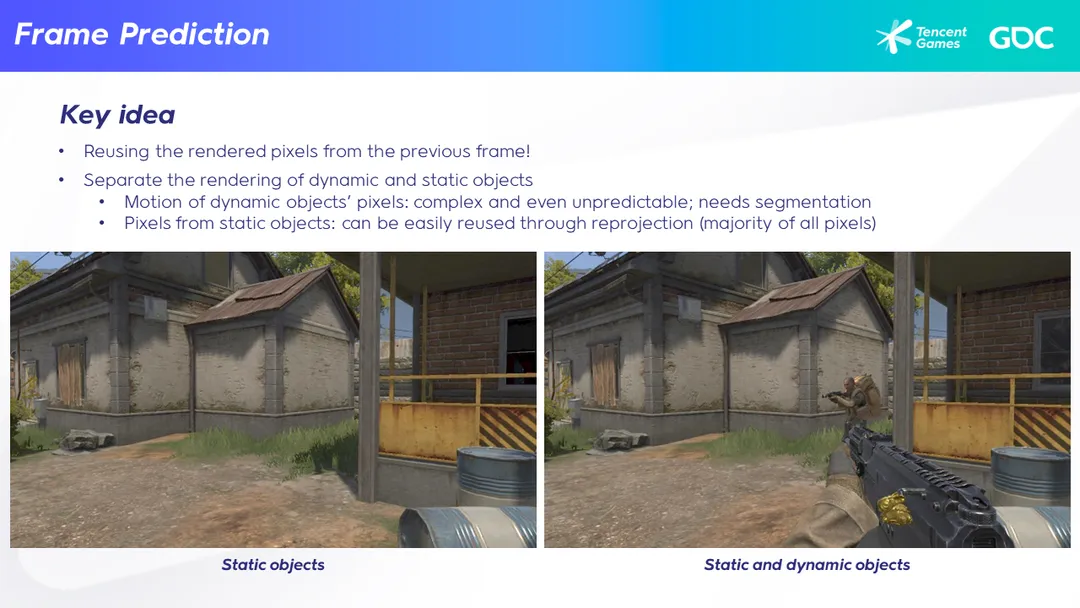 Frame Prediction
Tencent
Games
GDC
Key idea
• Reusing the rendered pixels from the previous frame!
• Separate the rendering of dynamic and static objects
• Motion of dynamic objects' pixels: complex and even unpredictable; needs segmentation
• Pixels from static objects: can be easily reused through reprojection (majority of all pixels)
Static objects
Static and dynamic objects